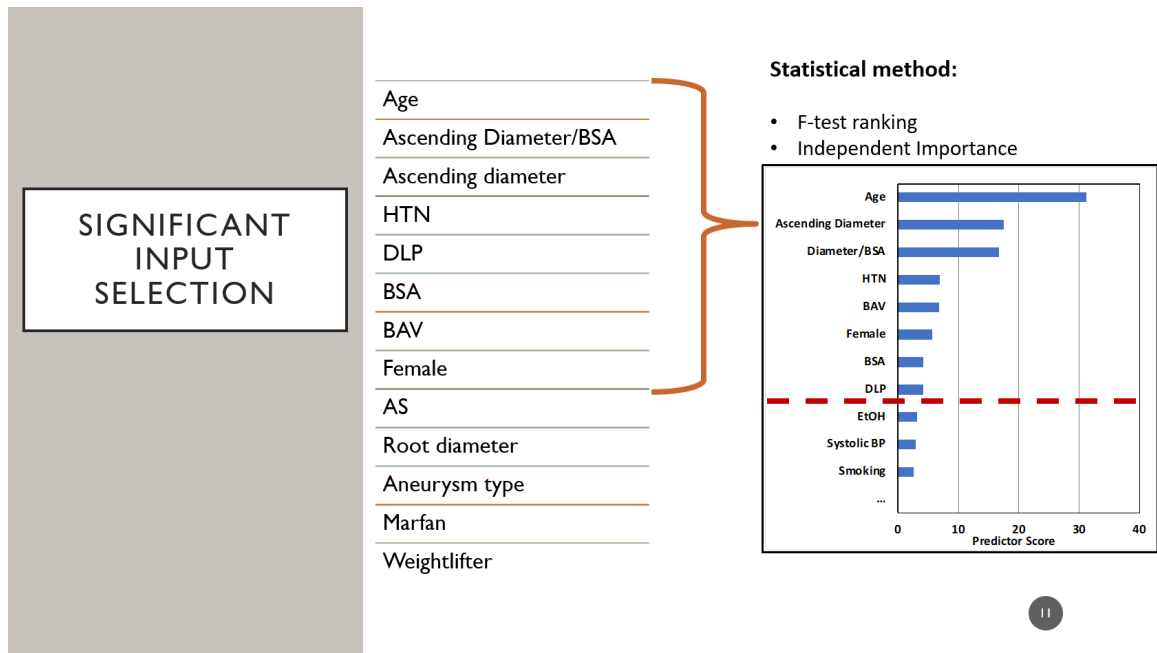 SIGNIFICANT
INPUT
SELECTION
Age
Ascending Diameter/BSA
Ascending diameter
HTN
DLP
BSA
BAV
Female
AS
Root diameter
Aneurysm type
Marfan
Weightlifter
Statistical method:
• F-test ranking
• Independent Importance
Age
Ascending Diameter
Diameter/BSA
HTN
BAV
Female
BSA
DLP
EtOH
Systolic BP
Smoking
...
0 10 20 30 40
Predictor Score
11